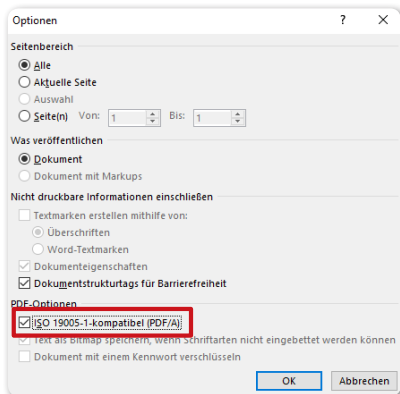 Optionen ? ×
Seitenbereich
Alle
Aktuelle Seite
Auswahl
Seite(n) Von: 1 Bis: 1
Was veröffentlichen
Dokument
Dokument mit Markups
Nicht druckbare Informationen einschließen
Textmarken erstellen mithilfe von:
Überschriften
Word-Textmarken
Dokumenteigenschaften
Dokumentstrukturtags für Barrierefreiheit
PDF-Optionen
ISO 19005-1-kompatibel (PDF/A)
Text als Bitmap speichern, wenn Schriftarten nicht eingebettet werden können
Dokument mit einem Kennwort verschlüsseln
OK Abbrechen